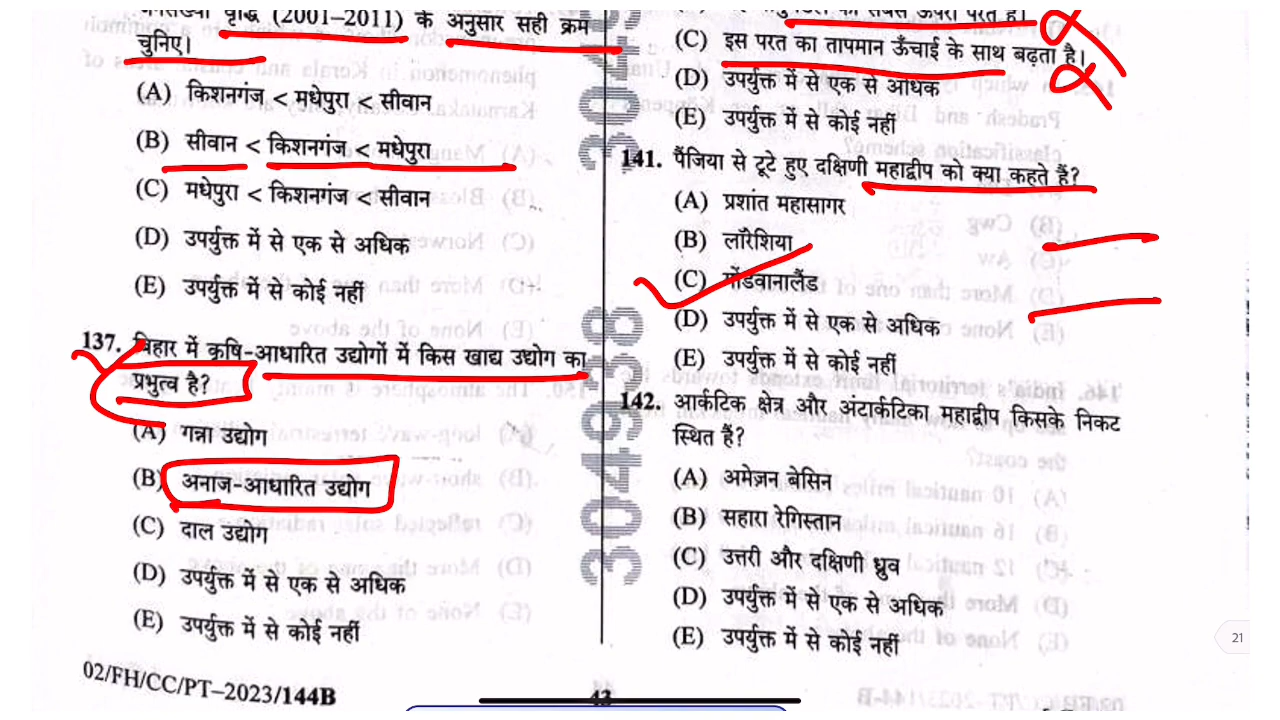 वृद्धि (2001–2011) के अनुसार सही क्रम
चुनिए।
(A) किशनगंज < मधेपुरा < सीवान
(B) सीवान < किशनगंज < मधेपुरा
(C) मधेपुरा < किशनगंज < सीवान
(D) उपर्युक्त में से एक से अधिक
(E) उपर्युक्त में से कोई नहीं
137. बिहार में कृषि-आधारित उद्योगों में किस खाद्य उद्योग का
प्रभुत्व है?
(A) गन्ना उद्योग
(B) अनाज-आधारित उद्योग
(C) दाल उद्योग
(D) उपर्युक्त में से एक से अधिक
(E) उपर्युक्त में से कोई नहीं
02/FH/CC/PT–2023/144B
43
(C) इस परत का तापमान ऊँचाई के साथ बढ़ता है।
(D) उपर्युक्त में से एक से अधिक
(E) उपर्युक्त में से कोई नहीं
141. पैंजिया से टूटे हुए दक्षिणी महाद्वीप को क्या कहते हैं?
(A) प्रशांत महासागर
(B) लॉरेशिया
(C) गोंडवानालैंड
(D) उपर्युक्त में से एक से अधिक
(E) उपर्युक्त में से कोई नहीं
142. आर्कटिक क्षेत्र और अंटार्कटिका महाद्वीप किसके निकट
स्थित हैं?
(A) अमेज़न बेसिन
(B) सहारा रेगिस्तान
(C) उत्तरी और दक्षिणी ध्रुव
(D) उपर्युक्त में से एक से अधिक
(E) उपर्युक्त में से कोई नहीं
21